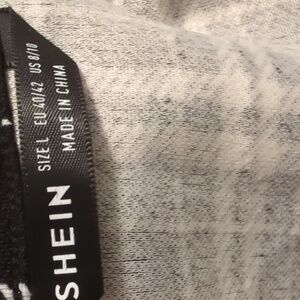 SHEIN
SIZE L EU 40/42 US 8/10
MADE IN CHINA